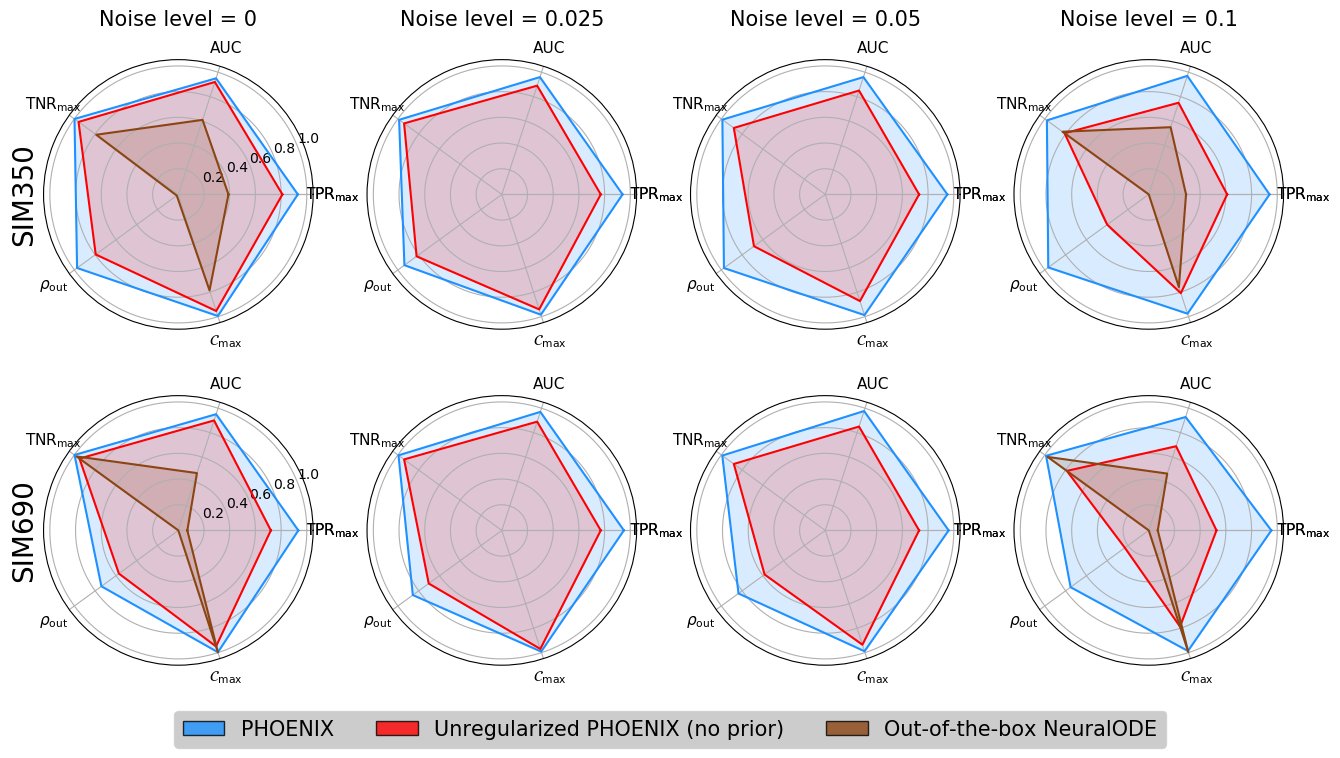 Noise level = 0 Noise level = 0.025 Noise level = 0.05 Noise level = 0.1
AUC AUC AUC AUC
TNRmax TNRmax TNRmax TNRmax
SIM350 0.2 0.4 0.6 0.8 1.0 TPRmax TPRmax TPRmax TPRmax
ρout ρout ρout ρout
𝒞max 𝒞max 𝒞max 𝒞max
AUC AUC AUC AUC
TNRmax TNRmax TNRmax TNRmax
SIM690 0.2 0.4 0.6 0.8 1.0 TPRmax TPRmax TPRmax TPRmax
ρout ρout ρout ρout
𝒞max 𝒞max 𝒞max 𝒞max
PHOENIX Unregularized PHOENIX (no prior) Out-of-the-box NeuralODE